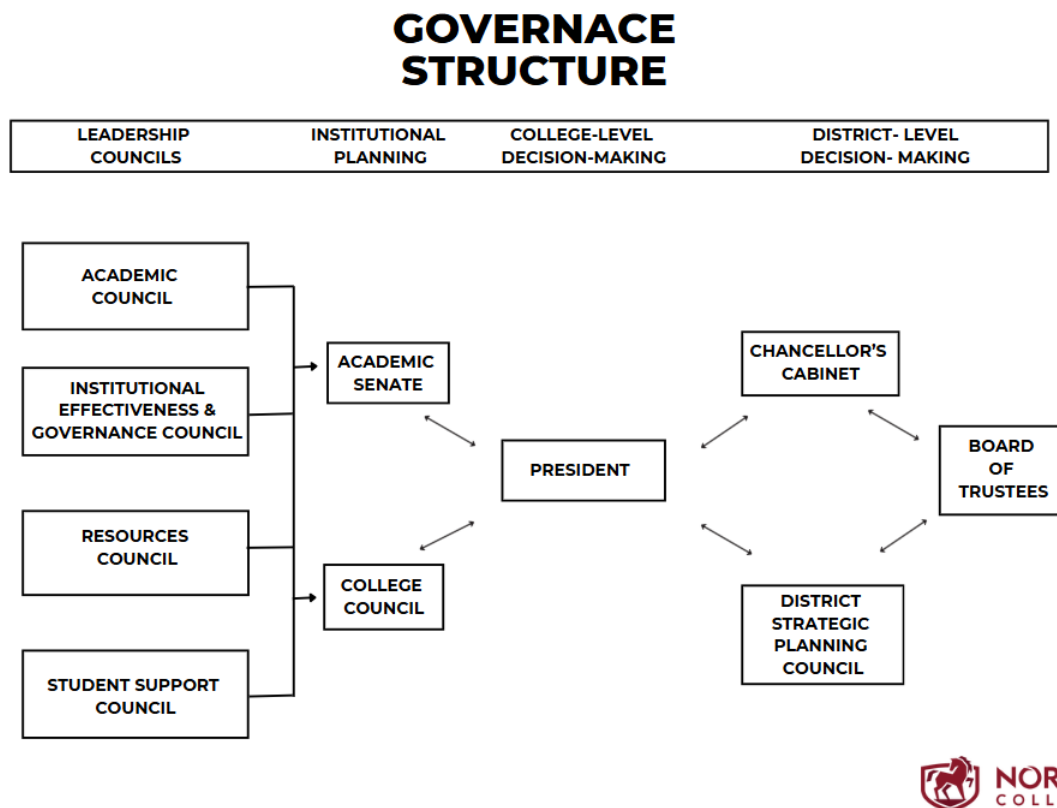 GOVERNACE
STRUCTURE
LEADERSHIP
COUNCILS
INSTITUTIONAL
PLANNING
COLLEGE-LEVEL
DECISION-MAKING
DISTRICT- LEVEL
DECISION- MAKING
ACADEMIC
COUNCIL
INSTITUTIONAL
EFFECTIVENESS &
GOVERNANCE COUNCIL
RESOURCES
COUNCIL
STUDENT SUPPORT
COUNCIL
ACADEMIC
SENATE
COLLEGE
COUNCIL
PRESIDENT
CHANCELLOR'S
CABINET
DISTRICT
STRATEGIC
PLANNING
COUNCIL
BOARD
OF
TRUSTEES